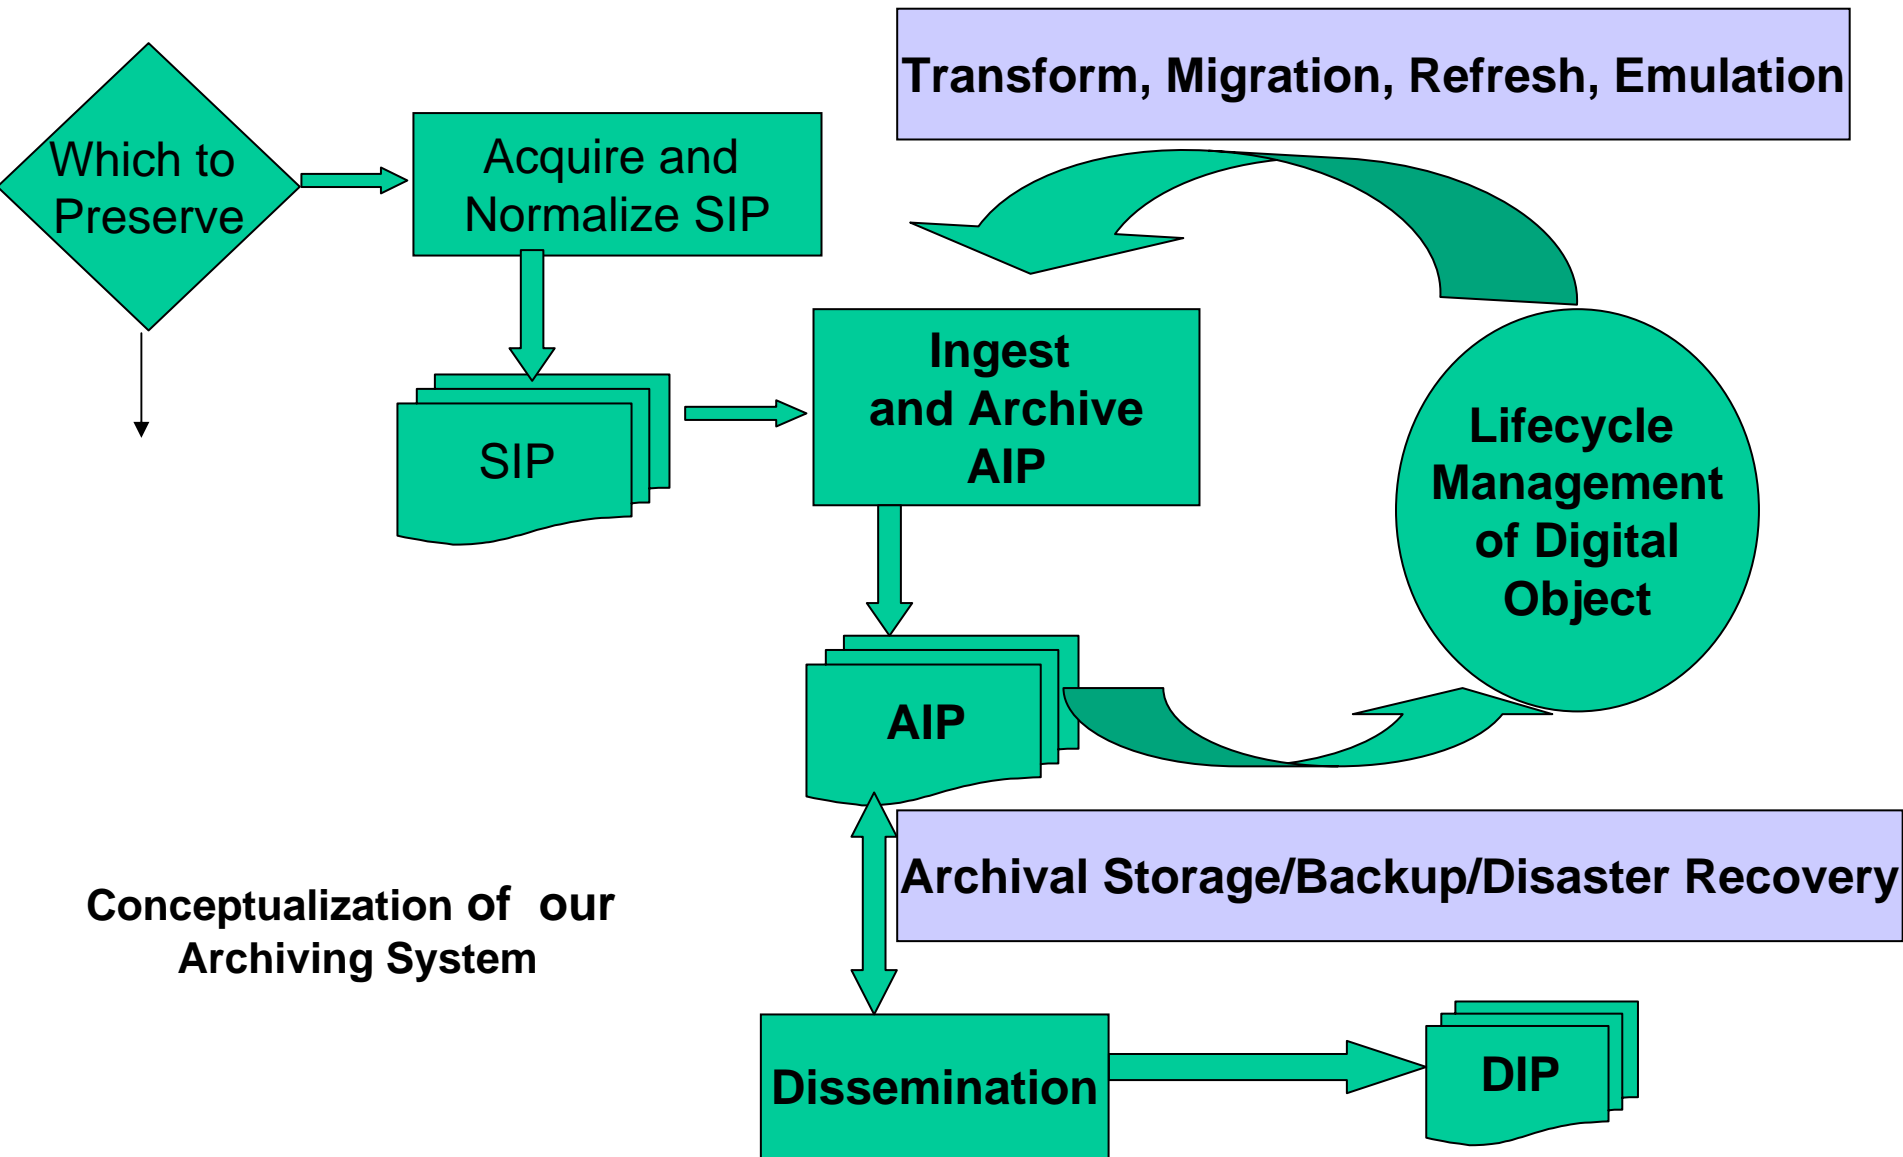 Transform, Migration, Refresh, Emulation
Which to
Preserve
Acquire and
Normalize SIP
SIP
Ingest
and Archive
AIP
Lifecycle
Management
of Digital
Object
AIP
Archival Storage/Backup/Disaster Recovery
Conceptualization of our
Archiving System
Dissemination
DIP